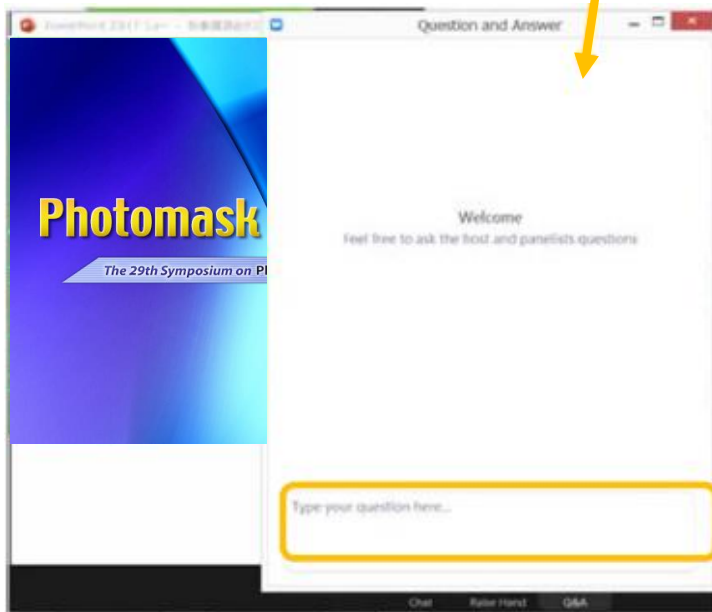 Question and Answer
Photomask
The 29th Symposium on Pl
Welcome
Feel free to ask the host and panelists questions
Type your question here...
Chat Raise Hand Q&A